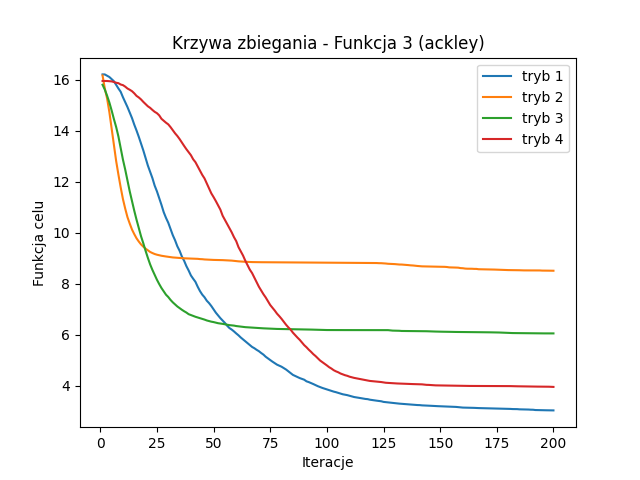 Krzywa zbiegania - Funkcja 3 (ackley)
tryb 1
tryb 2
tryb 3
tryb 4
Funkcja celu
16
14
12
10
8
6
4
0 25 50 75 100 125 150 175 200
Iteracje